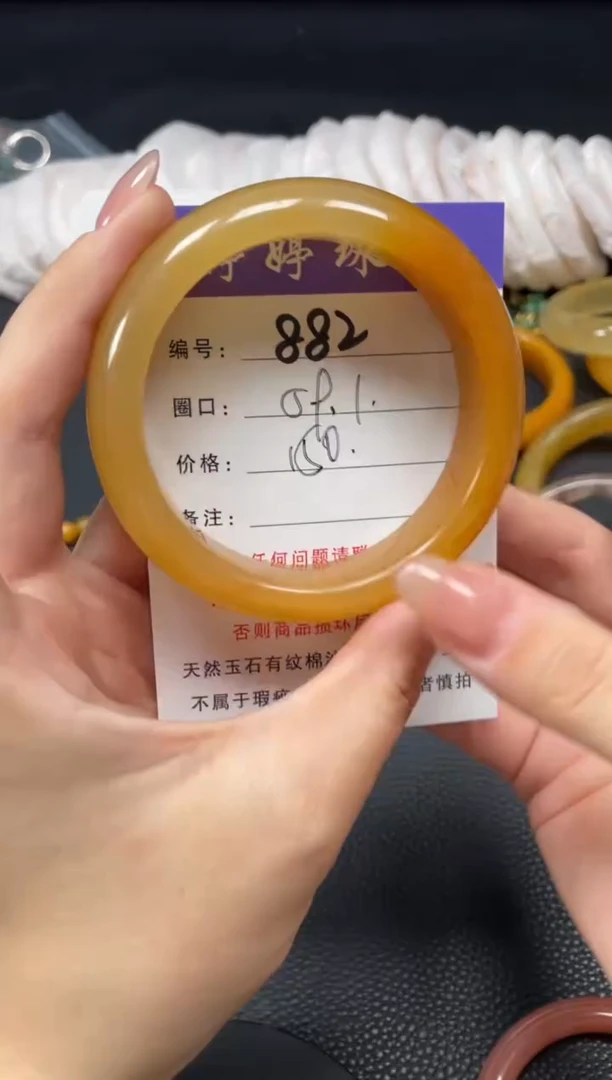 婷婷珠
编号：882
圈口：
价格：150.
备注：
任何问题请联
否则商品损坏
天然玉石有纹棉
不属于瑕疵 者慎拍